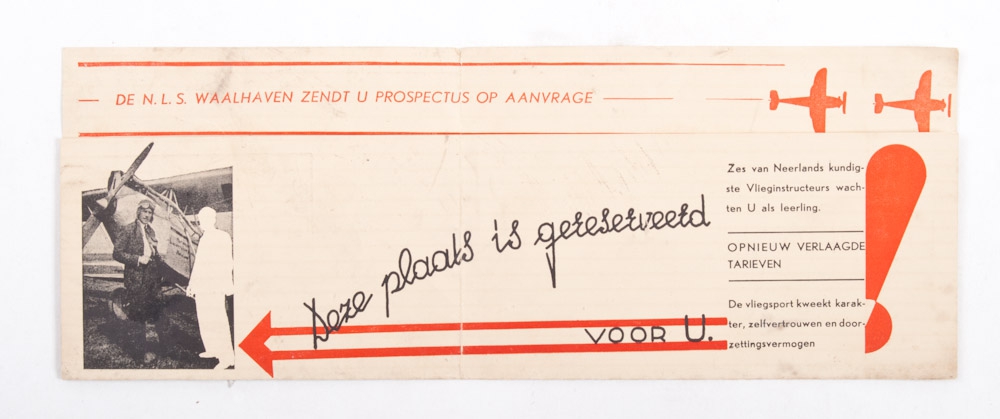 DE N. L. S. WAALHAVEN ZENDT U PROSPECTUS OP AANVRAGE
Deze plaats is gereserveerd
VOOR U.
Zes van Neerlands kundig-
ste Vlieginstructeurs wach-
ten U als leerling.
OPNIEUW VERLAAGDE
TARIEVEN
De vliegsport kweekt karak-
ter, zelfvertrouwen en door-
zettingsvermogen